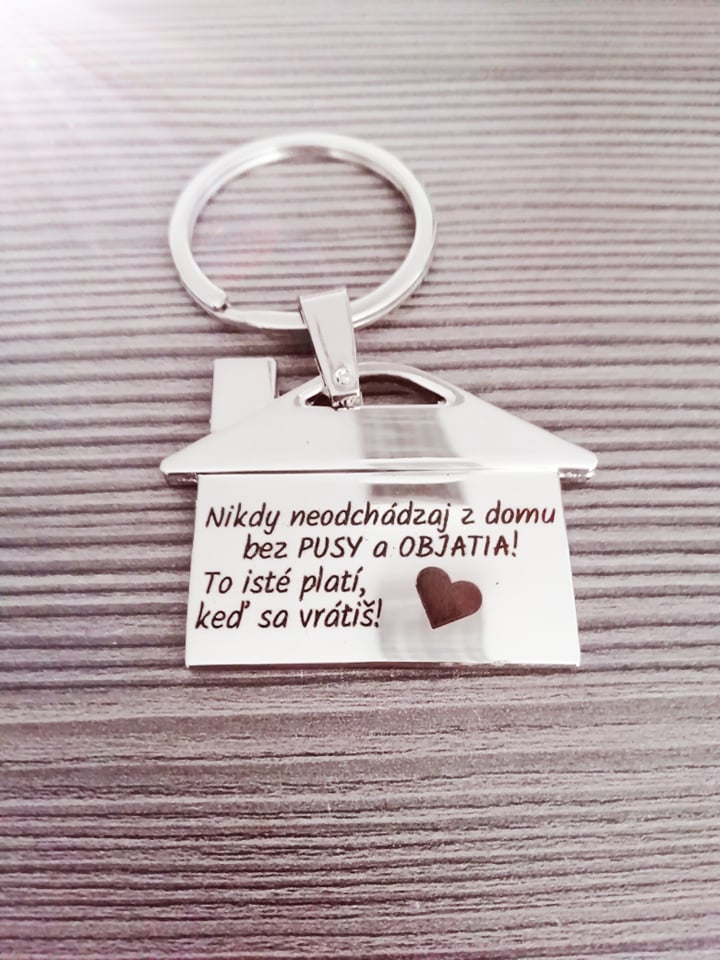 Nikdy neodchádzaj z domu
bez PUSY a OBJATIA!
To isté platí,
keď sa vrátiš!